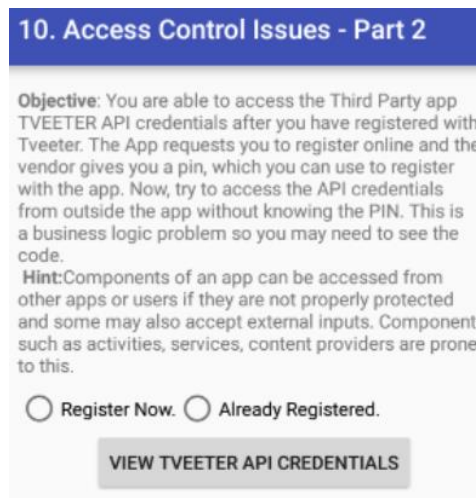 10. Access Control Issues - Part 2
Objective: You are able to access the Third Party app
TVEETER API credentials after you have registered with
Tveeter. The App requests you to register online and the
vendor gives you a pin, which you can use to register
with the app. Now, try to access the API credentials
from outside the app without knowing the PIN. This is
a business logic problem so you may need to see the
code.
Hint:Components of an app can be accessed from
other apps or users if they are not properly protected
and some may also accept external inputs. Component
such as activities, services, content providers are prone
to this.
Register Now. Already Registered.
VIEW TVEETER API CREDENTIALS